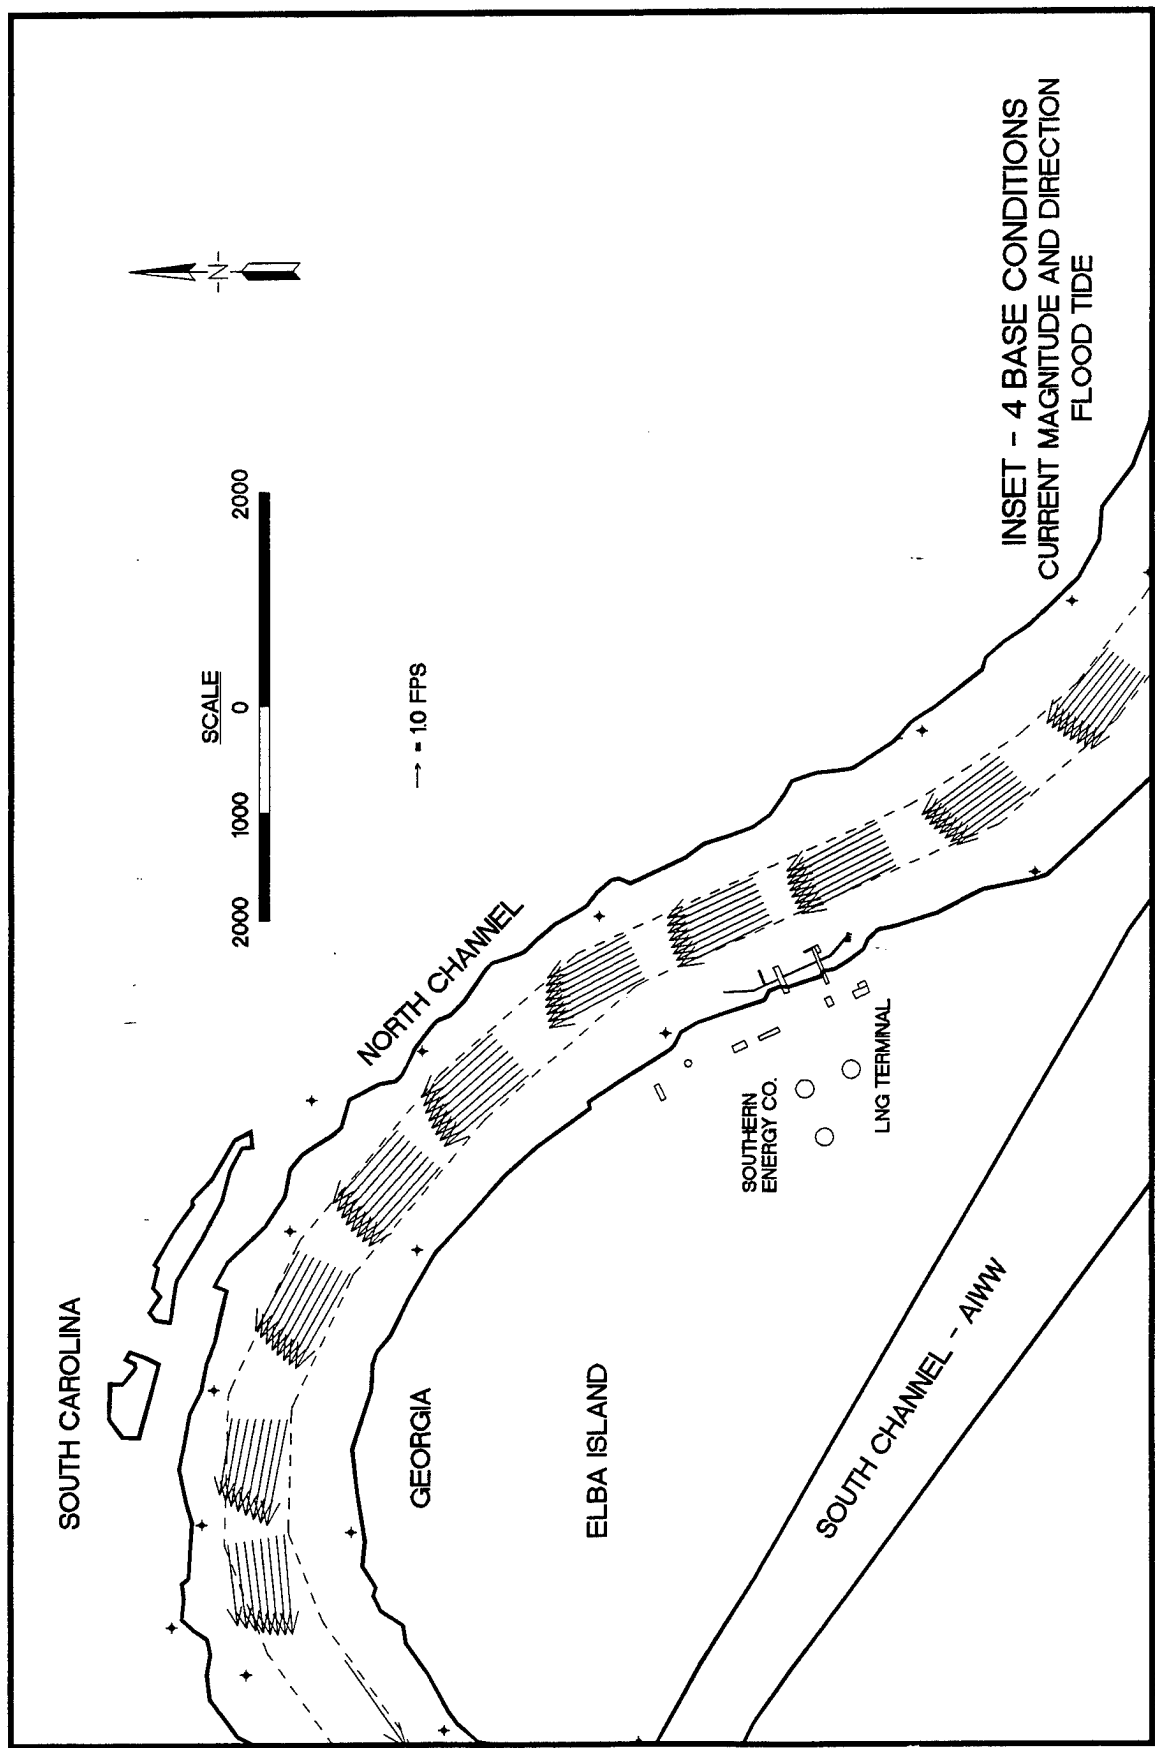 SOUTH CAROLINA
SCALE
2000 1000 0 2000
→ = 1.0 FPS
-N-
NORTH CHANNEL
GEORGIA
ELBA ISLAND
SOUTHERN
ENERGY CO.
LNG TERMINAL
SOUTH CHANNEL - AIWW
INSET - 4 BASE CONDITIONS
CURRENT MAGNITUDE AND DIRECTION
FLOOD TIDE